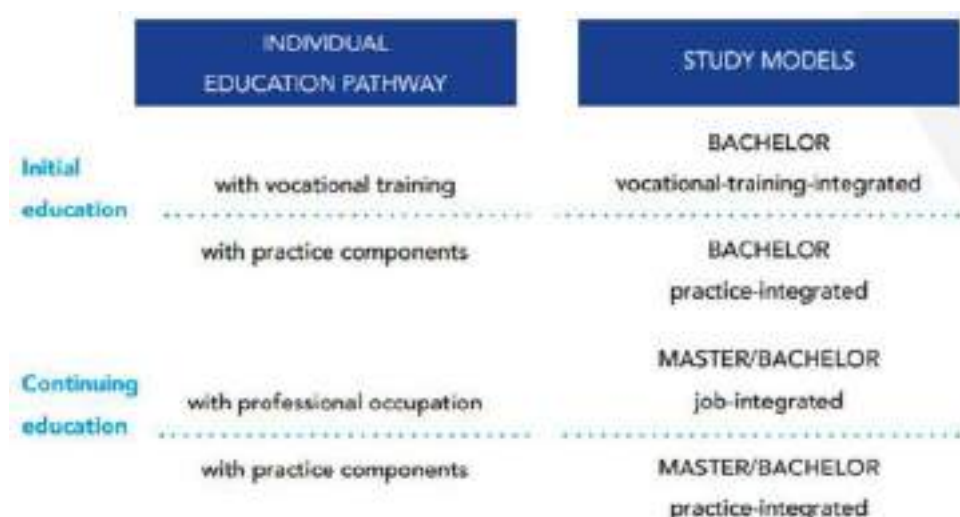 INDIVIDUAL
EDUCATION PATHWAY
STUDY MODELS
Initial
education
with vocational training
BACHELOR
vocational-training-integrated
with practice components
BACHELOR
practice-integrated
Continuing
education
with professional occupation
MASTER/BACHELOR
job-integrated
with practice components
MASTER/BACHELOR
practice-integrated